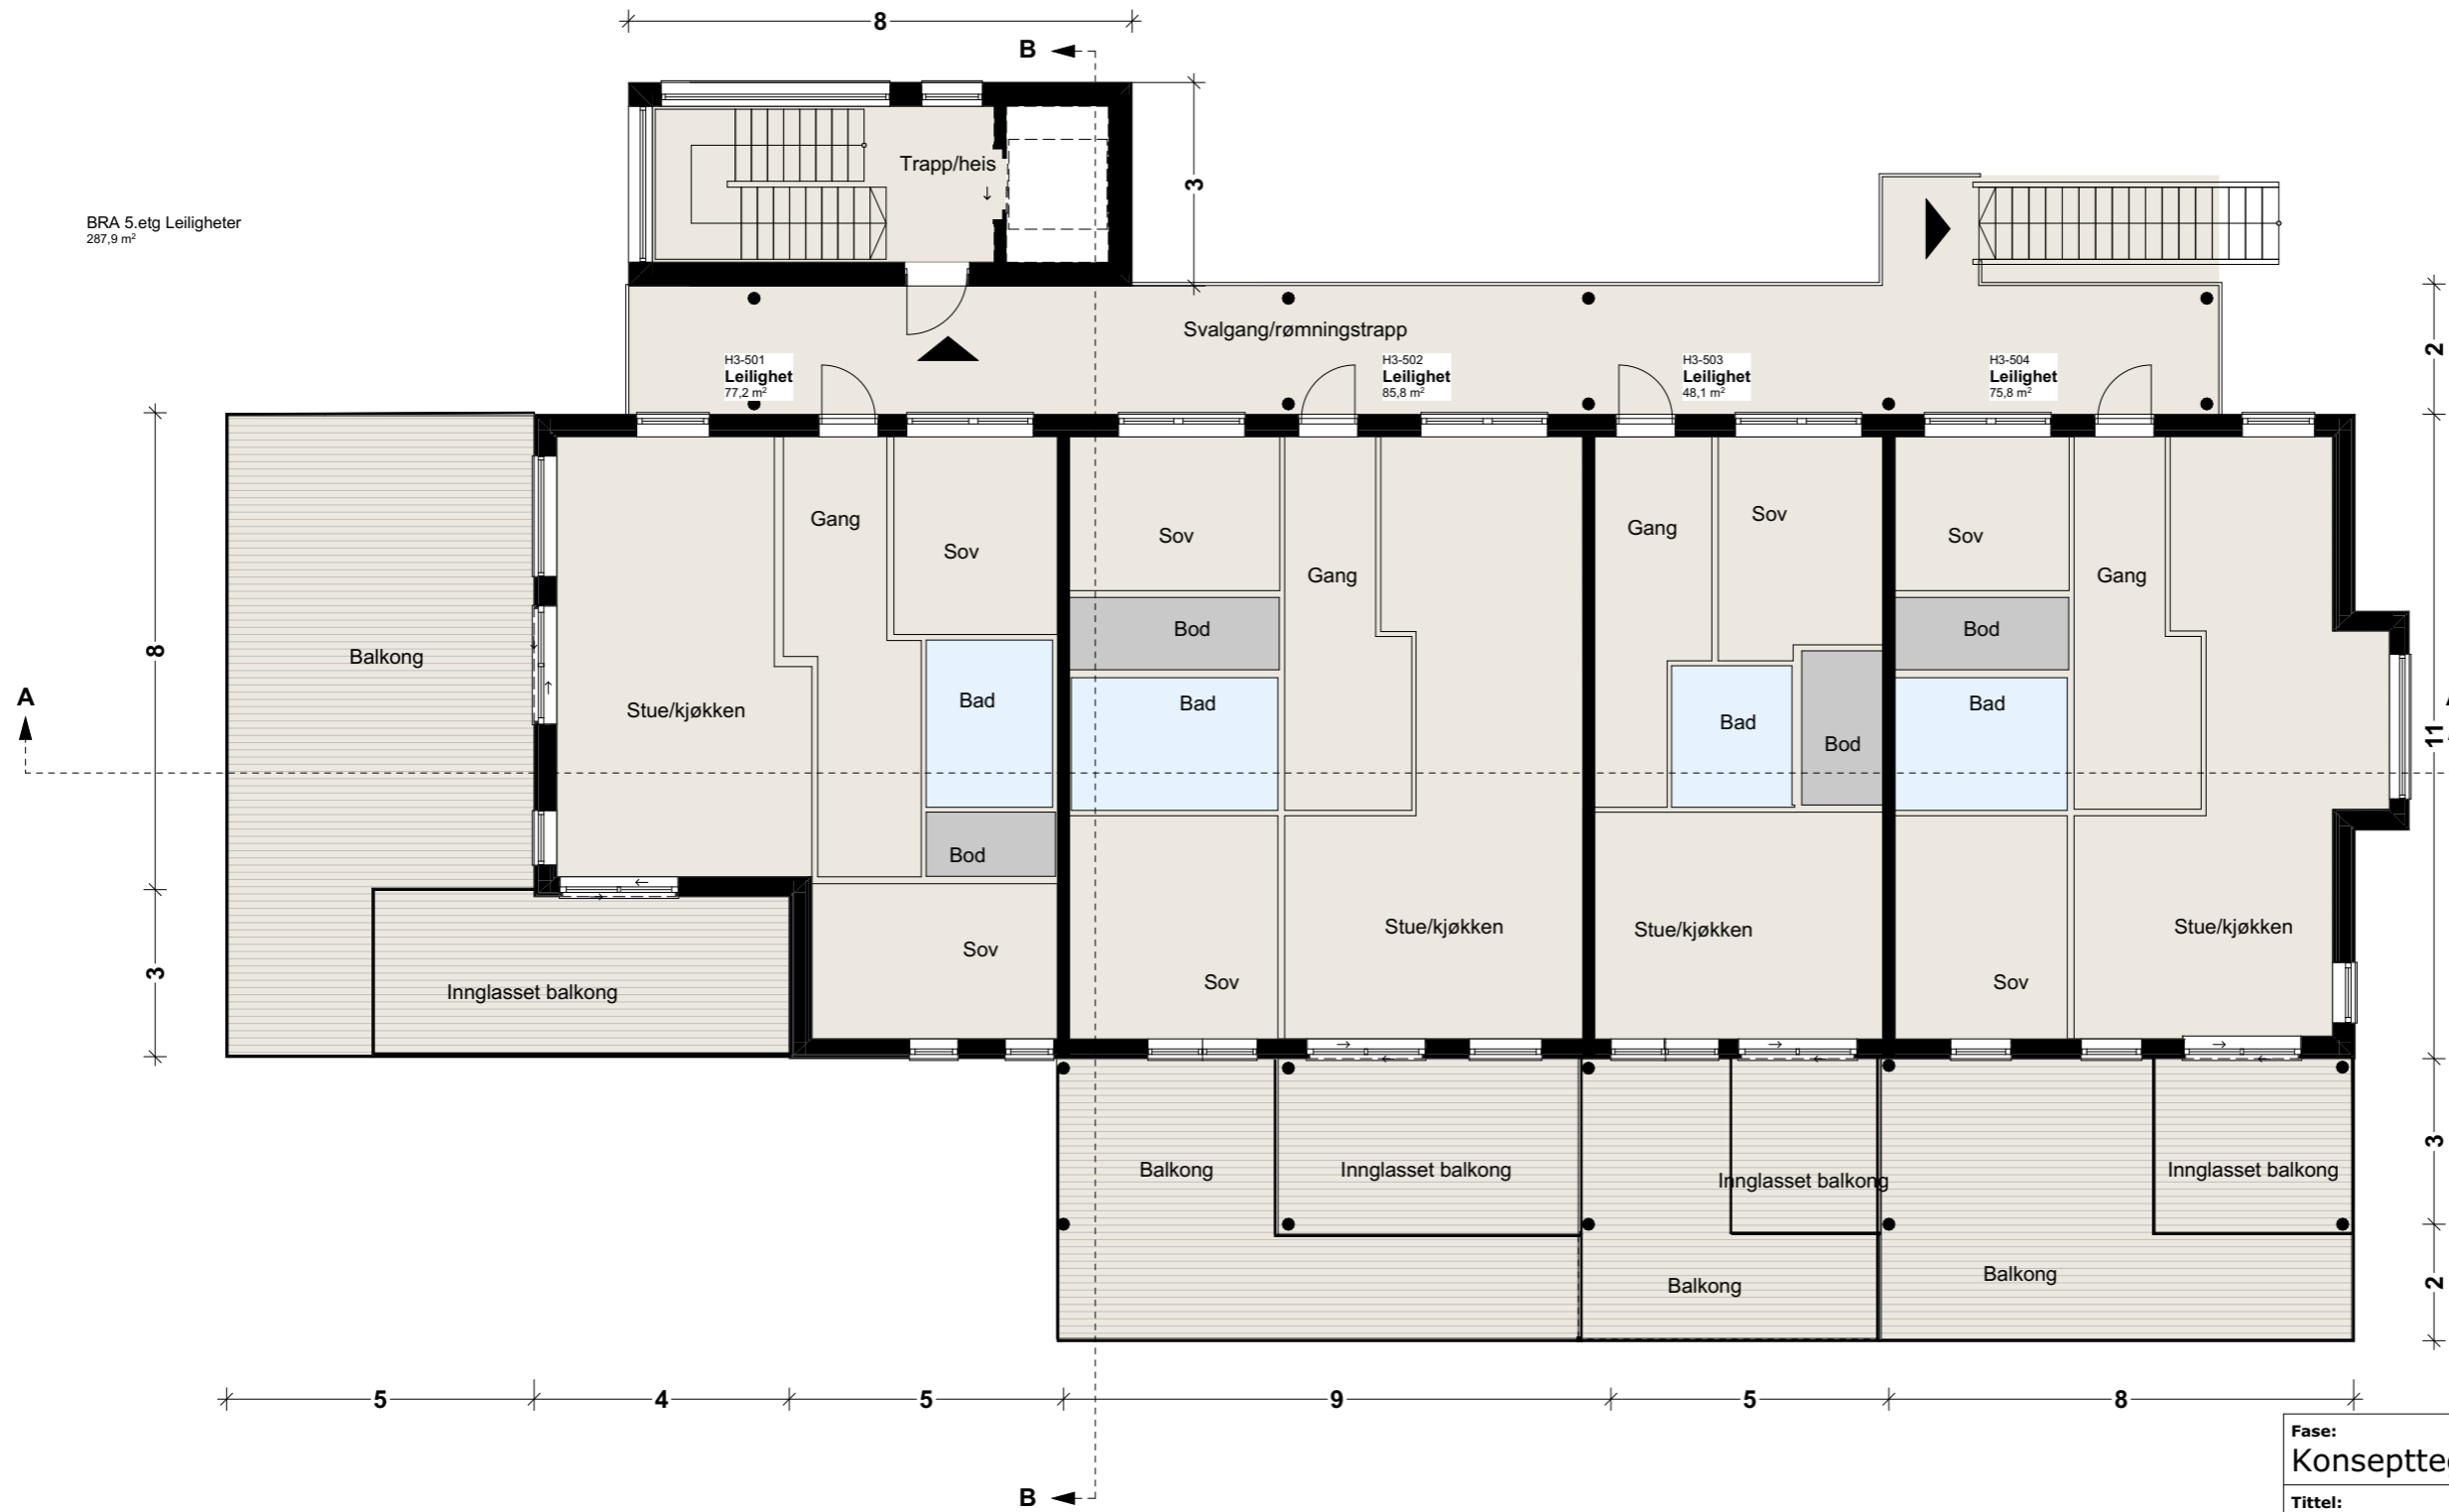 8
B
3
Trapp/heis
BRA 5.etg Leiligheter
287,9 m²
Svalgang/rømningstrapp
2
H3-501
Leilighet
77,2 m²
H3-502
Leilighet
85,8 m²
H3-503
Leilighet
48,1 m²
H3-504
Leilighet
75,8 m²
Gang
Sov
Sov
Gang
Gang
Sov
Sov
Gang
Bod
Bod
8
Balkong
A
Stue/kjøkken
Bad
Bad
Bad
Bod
Bad
11
Bod
Sov
Stue/kjøkken
Stue/kjøkken
Stue/kjøkken
3
Innglasset balkong
Sov
Sov
Balkong
Innglasset balkong
Innglasset balkong
Innglasset balkong
3
Balkong
Balkong
2
5
4
5
9
5
8
B
Fase:
Konseptte
Tittel: